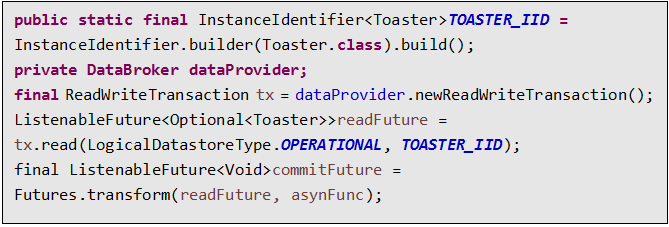 public static final InstanceIdentifier<Toaster>TOASTER_IID =
InstanceIdentifier.builder(Toaster.class).build();
private DataBroker dataProvider;
final ReadWriteTransaction tx = dataProvider.newReadWriteTransaction();
ListenableFuture<Optional<Toaster>>readFuture =
tx.read(LogicalDatastoreType.OPERATIONAL, TOASTER_IID);
final ListenableFuture<Void>commitFuture =
Futures.transform(readFuture, asynFunc);